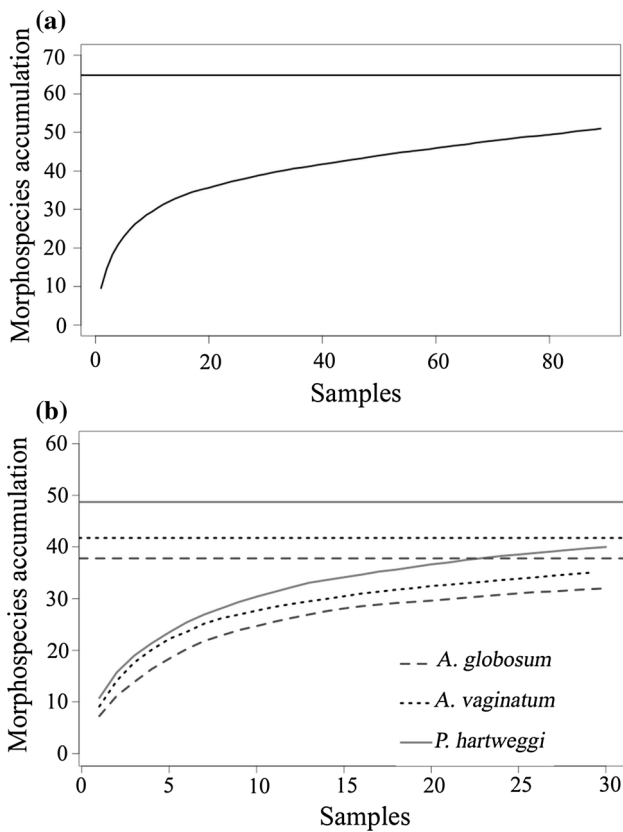 (a)
Morphospecies accumulation
70
60
50
40
30
20
10
0
0 20 40 60 80
Samples
(b)
Morphospecies accumulation
60
50
40
30
20
10
0
A. globosum
A. vaginatum
P. hartweggi
0 5 10 15 20 25 30
Samples